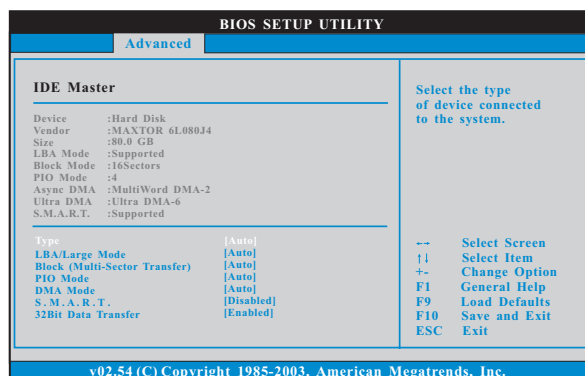 BIOS SETUP UTILITY
Advanced
IDE Master
Device :Hard Disk
Vendor :MAXTOR 6L080J4
Size :80.0 GB
LBA Mode :Supported
Block Mode :16Sectors
PIO Mode :4
Async DMA :MultiWord DMA-2
Ultra DMA :Ultra DMA-6
S.M.A.R.T. :Supported
Type [Auto]
LBA/Large Mode [Auto]
Block (Multi-Sector Transfer) [Auto]
PIO Mode [Auto]
DMA Mode [Auto]
S.M.A.R.T. [Disabled]
32Bit Data Transfer [Enabled]
Select the type
of device connected
to the system.
←→ Select Screen
↑↓ Select Item
+- Change Option
F1 General Help
F9 Load Defaults
F10 Save and Exit
ESC Exit
v02.54 (C) Copyright 1985-2003, American Megatrends, Inc.